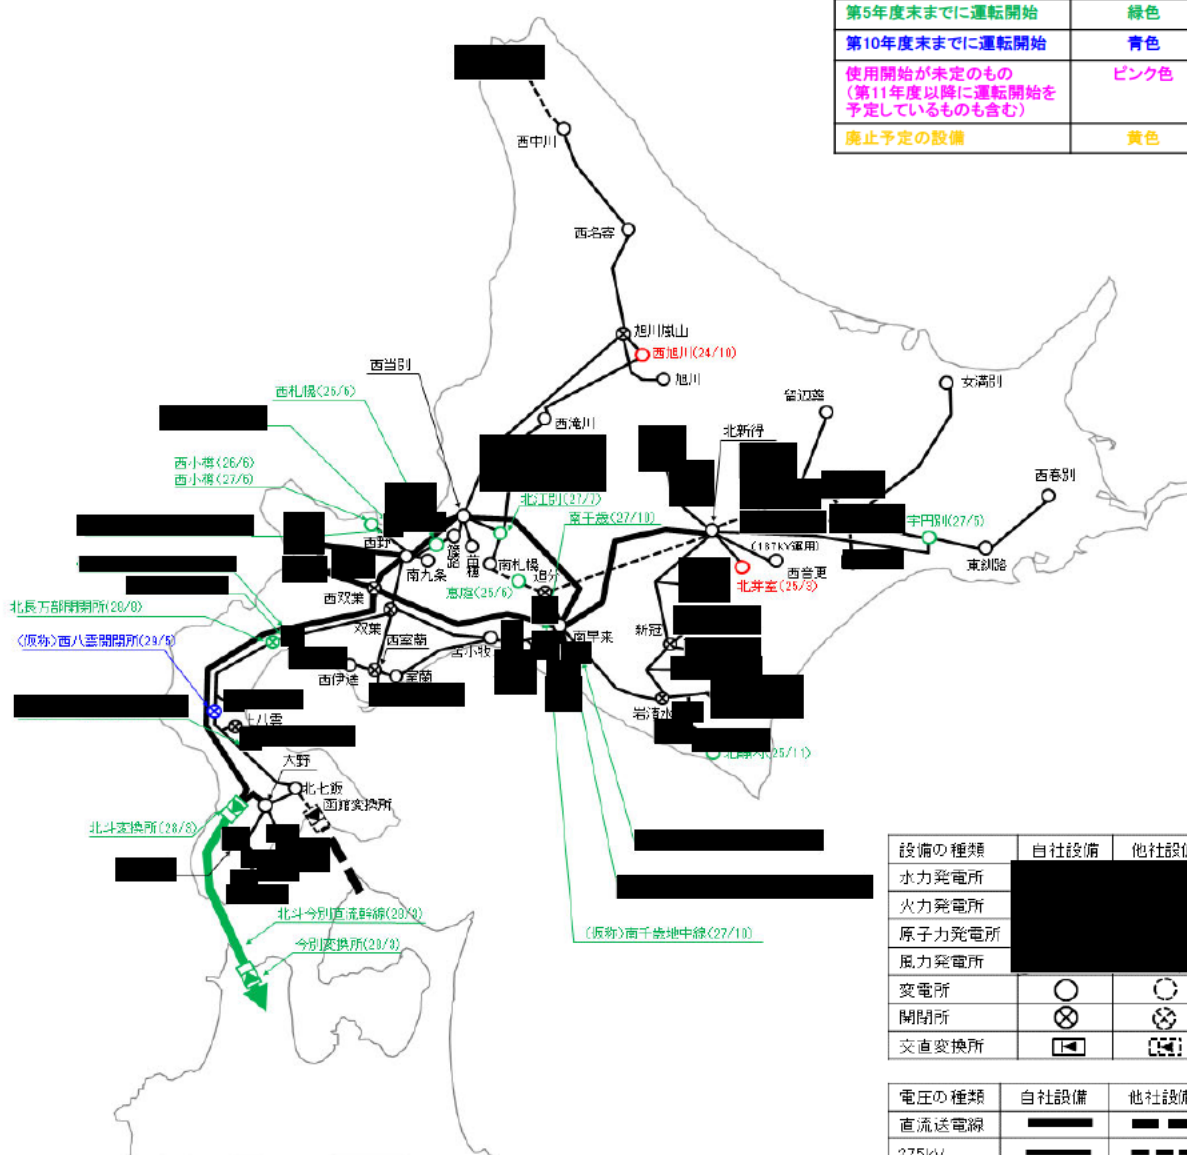 第5年度末までに運転開始
緑色
第10年度末までに運転開始
青色
使用開始が未定のもの
ピンク色
(第11年度以降に運転開始を
予定しているものも含む)
廃止予定の設備
黄色
西中川
西名寄
旭川嵐山
西旭川(24/10)
西当別
旭川
女満別
西札幌(25/6)
留辺蘂
西滝川
北新得
西小樽(26/6)
西小樽(27/6)
西春別
北江別(27/7)
南千歳(27/10)
宇円別(27/5)
西野
(187KV運用)
東釧路
南九条
苗穂
南札幌
追分
西音更
恵庭(25/6)
北芽室(25/3)
西双葉
北長万部開閉所(28/8)
双葉
南早来
新冠
(仮称)西八雲開閉所(29/5)
西室蘭
苫小牧
西伊達
室蘭
岩清水
上八雲
(25/11)
大野
北七飯
函館変換所
北斗変換所(28/3)
北斗今別直流幹線(28/3)
(仮称)南千歳地中線(27/10)
今別変換所(28/3)
設備の種類
自社設備
水力発電所
火力発電所
原子力発電所
風力発電所
変電所
開閉所
交直変換所
電圧の種類
自社設備
直流送電線
275kV